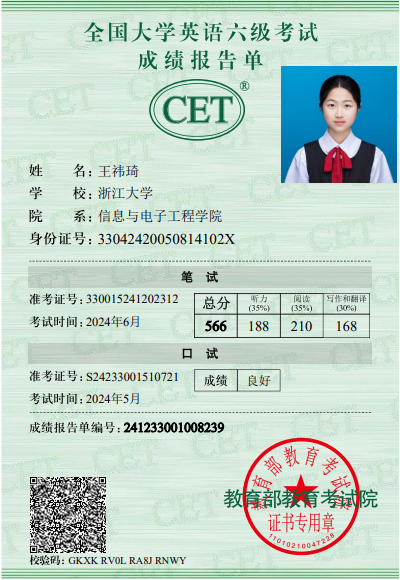 全国大学英语六级考试
成绩报告单
CET®
姓 名：王祎琦
学 校：浙江大学
院 系：信息与电子工程学院
身份证号：33042420050814102X
笔 试
准考证号：330015241202312
考试时间：2024年6月
总分 听力(35%) 阅读(35%) 写作和翻译(30%)
566 188 210 168
口 试
准考证号：S24233001510721
考试时间：2024年5月
成绩 良好
成绩报告单编号：241233001008239
教育部教育考试院
教育部教育考试院
证书专用章
11010210047228
校验码：GKXK RV0L RA8J RNWY